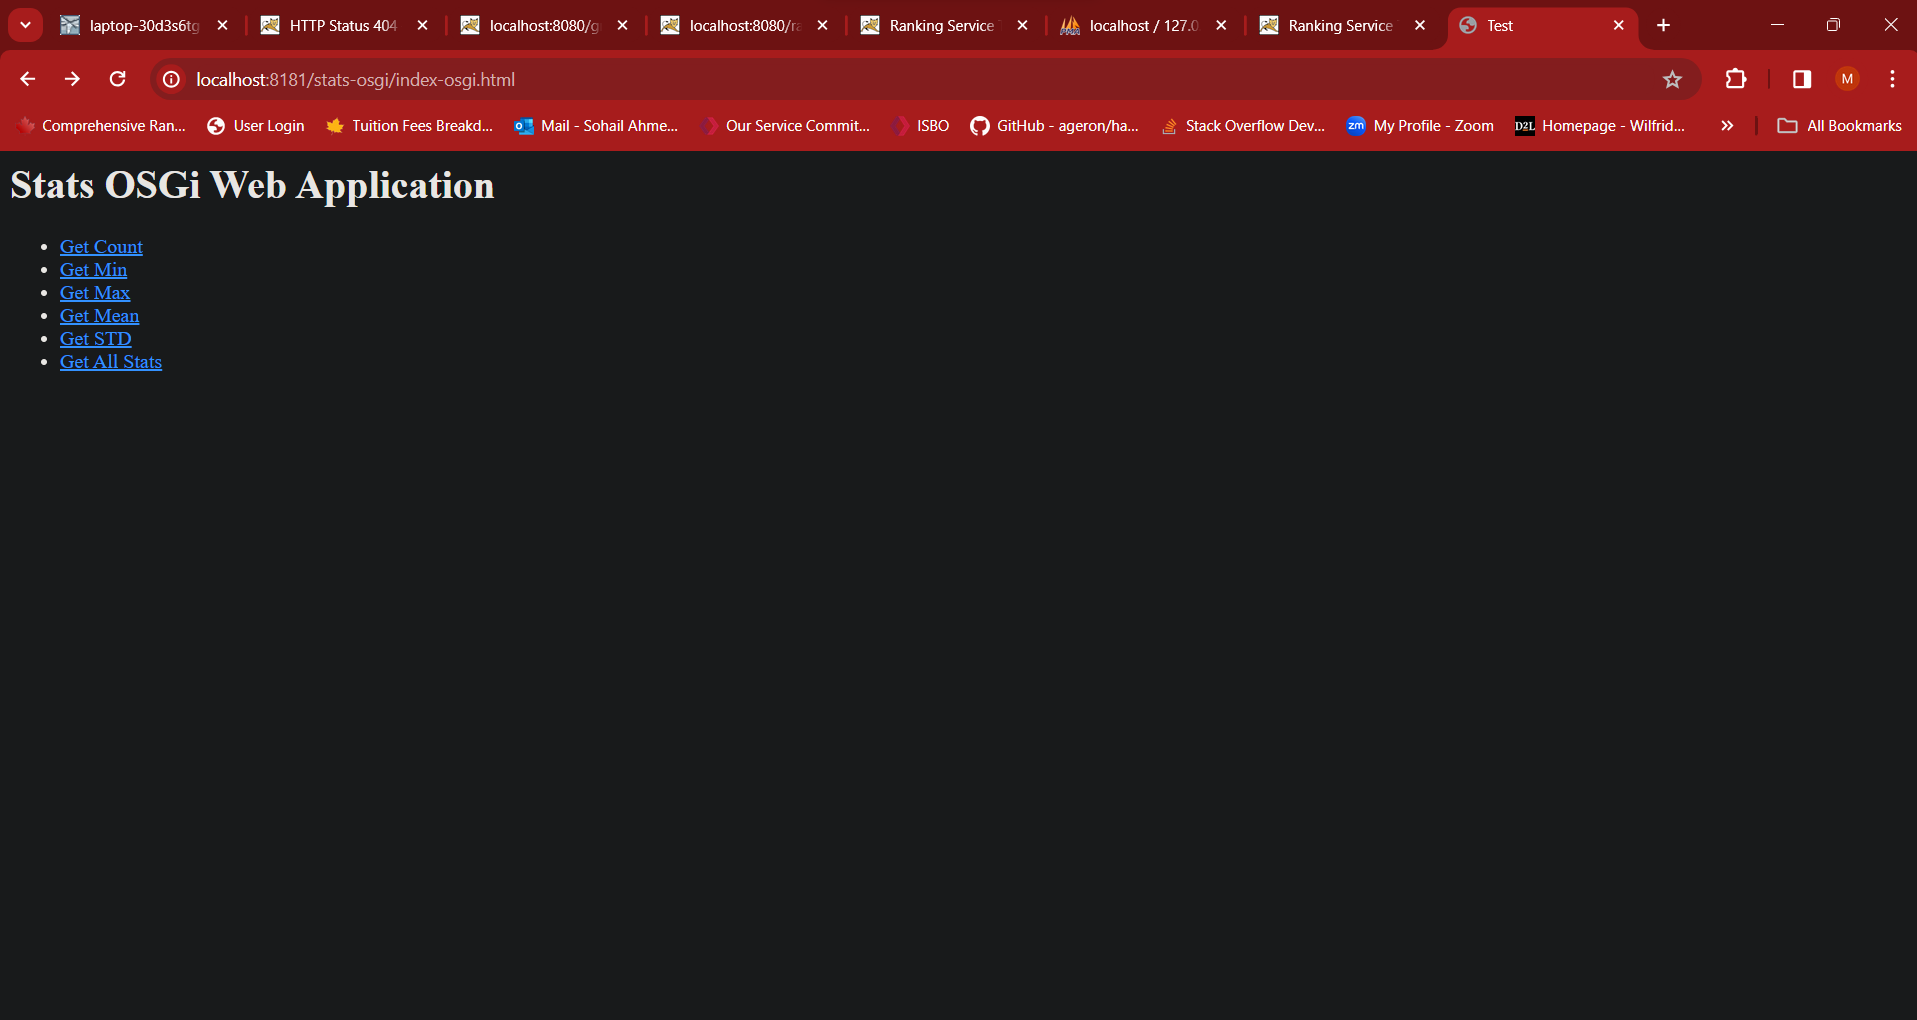 laptop-30d3s6tg
HTTP Status 404
localhost:8080/g
localhost:8080/ra
Ranking Service
localhost / 127.0
Ranking Service
Test
localhost:8181/stats-osgi/index-osgi.html
M
Comprehensive Ran...
User Login
Tuition Fees Breakd...
Mail - Sohail Ahme...
Our Service Commit...
ISBO
GitHub - ageron/ha...
Stack Overflow Dev...
zm
My Profile - Zoom
D2L
Homepage - Wilfrid...
All Bookmarks
Stats OSGi Web Application
Get Count
Get Min
Get Max
Get Mean
Get STD
Get All Stats